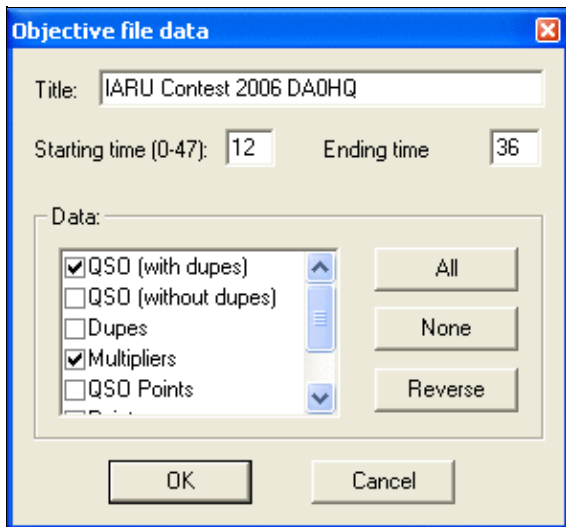 Objective file data
Title: IARU Contest 2006 DA0HQ
Starting time (0-47): 12 Ending time 36
Data:
QSO (with dupes)
QSO (without dupes)
Dupes
Multipliers
QSO Points
All
None
Reverse
OK Cancel